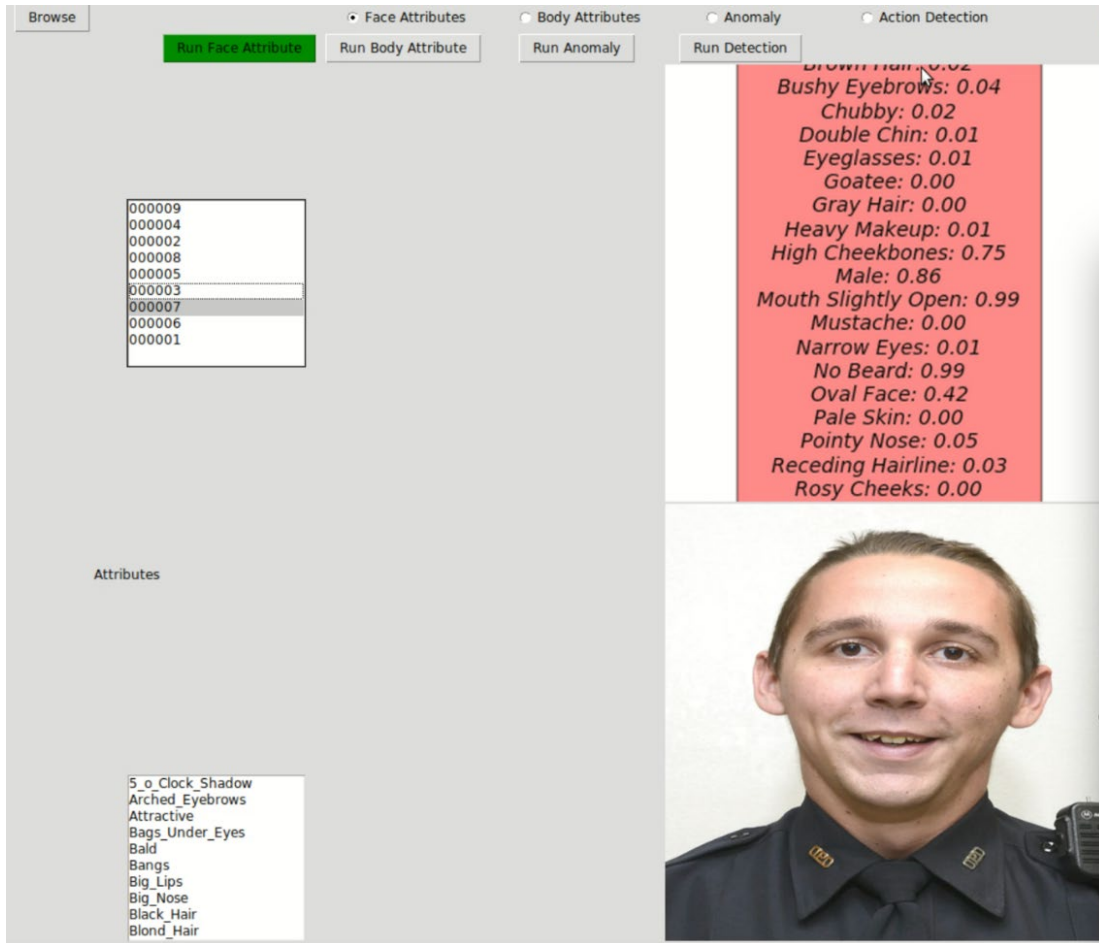 Browse
Face Attributes
Body Attributes
Anomaly
Action Detection
Run Face Attribute
Run Body Attribute
Run Anomaly
Run Detection
Brown Hair: 0.02
Bushy Eyebrows: 0.04
Chubby: 0.02
Double Chin: 0.01
Eyeglasses: 0.01
Goatee: 0.00
Gray Hair: 0.00
Heavy Makeup: 0.01
High Cheekbones: 0.75
Male: 0.86
Mouth Slightly Open: 0.99
Mustache: 0.00
Narrow Eyes: 0.01
No Beard: 0.99
Oval Face: 0.42
Pale Skin: 0.00
Pointy Nose: 0.05
Receding Hairline: 0.03
Rosy Cheeks: 0.00
000009
000004
000002
000008
000005
000003
000007
000006
000001
Attributes
5_o_Clock_Shadow
Arched_Eyebrows
Attractive
Bags_Under_Eyes
Bald
Bangs
Big_Lips
Big_Nose
Black_Hair
Blond_Hair